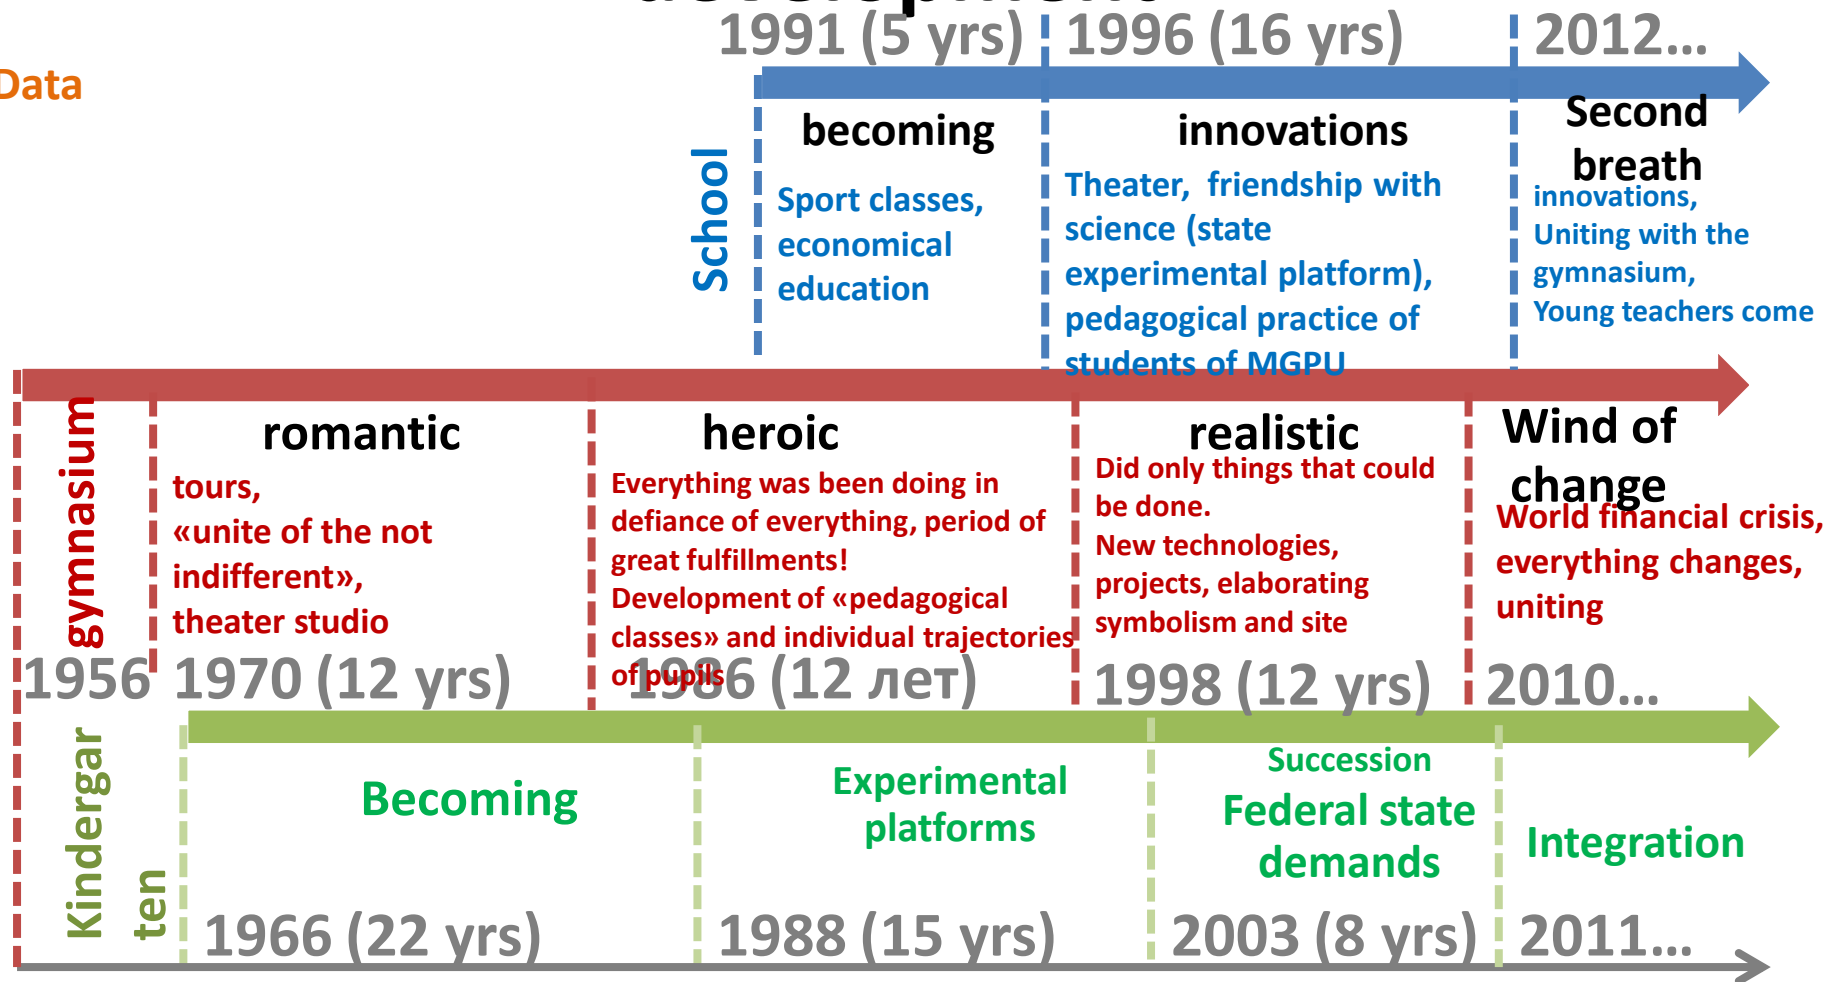 development
1991 (5 yrs)
1996 (16 yrs)
2012...
Data
School
becoming
Sport classes,
economical
education
innovations
Theater,  friendship with
science (state
experimental platform),
pedagogical practice of
students of MGPU
Second
breath
innovations,
Uniting with the
gymnasium,
Young teachers come
gymnasium
romantic
tours,
«unite of the not
indifferent»,
theater studio
heroic
Everything was been doing in
defiance of everything, period of
great fulfillments!
Development of «pedagogical
classes» and individual trajectories
of pupils
realistic
Did only things that could
be done.
New technologies,
projects, elaborating
symbolism and site
Wind of
change
World financial crisis,
everything changes,
uniting
1956
1970 (12 yrs)
1986 (12 лет)
1998 (12 yrs)
2010...
Kindergar
ten
Becoming
Experimental
platforms
Succession
Federal state
demands
Integration
1966 (22 yrs)
1988 (15 yrs)
2003 (8 yrs)
2011...